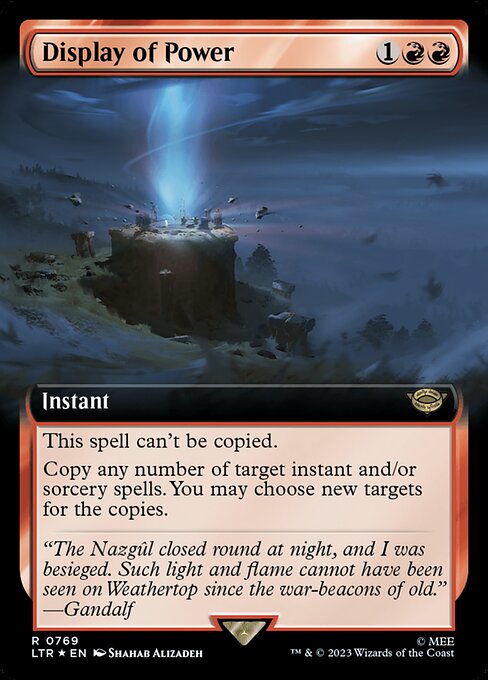 Display of Power 1
Instant
This spell can't be copied.
Copy any number of target instant and/or
sorcery spells. You may choose new targets
for the copies.
“The Nazgûl closed round at night, and I was
besieged. Such light and flame cannot have been
seen on Weathertop since the war-beacons of old.”
—Gandalf
R 0769
LTR ★ EN Shahab Alizadeh
© MEE
™ & © 2023 Wizards of the Coast